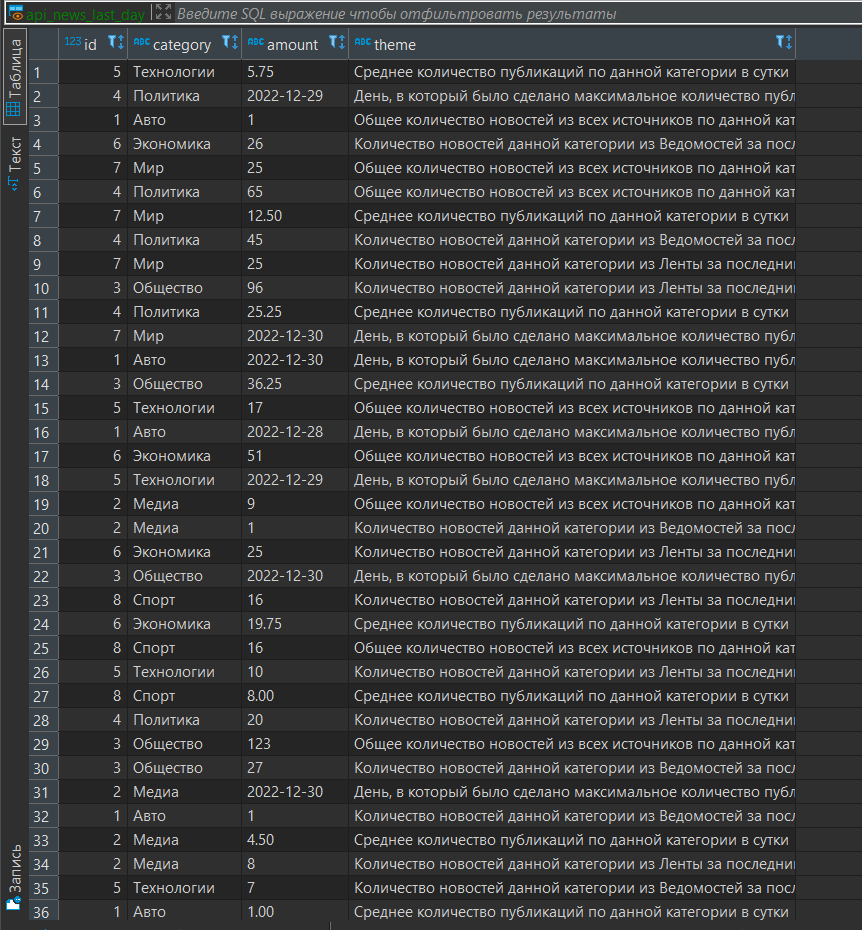 api_news_last_day Введите SQL выражение чтобы отфильтровать результаты
Таблица
Текст
Запись
123 id ABC category ABC amount ABC theme
1 5 Технологии 5.75 Среднее количество публикаций по данной категории в сутки
2 4 Политика 2022-12-29 День, в который было сделано максимальное количество публ
3 1 Авто 1 Общее количество новостей из всех источников по данной кат
4 6 Экономика 26 Количество новостей данной категории из Ведомостей за посл
5 7 Мир 25 Общее количество новостей из всех источников по данной кат
6 4 Политика 65 Общее количество новостей из всех источников по данной кат
7 7 Мир 12.50 Среднее количество публикаций по данной категории в сутки
8 4 Политика 45 Количество новостей данной категории из Ведомостей за посл
9 7 Мир 25 Количество новостей данной категории из Ленты за последни
10 3 Общество 96 Количество новостей данной категории из Ленты за последни
11 4 Политика 25.25 Среднее количество публикаций по данной категории в сутки
12 7 Мир 2022-12-30 День, в который было сделано максимальное количество публ
13 1 Авто 2022-12-30 День, в который было сделано максимальное количество публ
14 3 Общество 36.25 Среднее количество публикаций по данной категории в сутки
15 5 Технологии 17 Общее количество новостей из всех источников по данной кат
16 1 Авто 2022-12-28 День, в который было сделано максимальное количество публ
17 6 Экономика 51 Общее количество новостей из всех источников по данной кат
18 5 Технологии 2022-12-29 День, в который было сделано максимальное количество публ
19 2 Медиа 9 Общее количество новостей из всех источников по данной кат
20 2 Медиа 1 Количество новостей данной категории из Ведомостей за посл
21 6 Экономика 25 Количество новостей данной категории из Ленты за последни
22 3 Общество 2022-12-30 День, в который было сделано максимальное количество публ
23 8 Спорт 16 Количество новостей данной категории из Ленты за последни
24 6 Экономика 19.75 Среднее количество публикаций по данной категории в сутки
25 8 Спорт 16 Общее количество новостей из всех источников по данной кат
26 5 Технологии 10 Количество новостей данной категории из Ленты за последни
27 8 Спорт 8.00 Среднее количество публикаций по данной категории в сутки
28 4 Политика 20 Количество новостей данной категории из Ленты за последни
29 3 Общество 123 Общее количество новостей из всех источников по данной кат
30 3 Общество 27 Количество новостей данной категории из Ведомостей за посл
31 2 Медиа 2022-12-30 День, в который было сделано максимальное количество публ
32 1 Авто 1 Количество новостей данной категории из Ведомостей за посл
33 2 Медиа 4.50 Среднее количество публикаций по данной категории в сутки
34 2 Медиа 8 Количество новостей данной категории из Ленты за последни
35 5 Технологии 7 Количество новостей данной категории из Ведомостей за посл
36 1 Авто 1.00 Среднее количество публикаций по данной категории в сутки